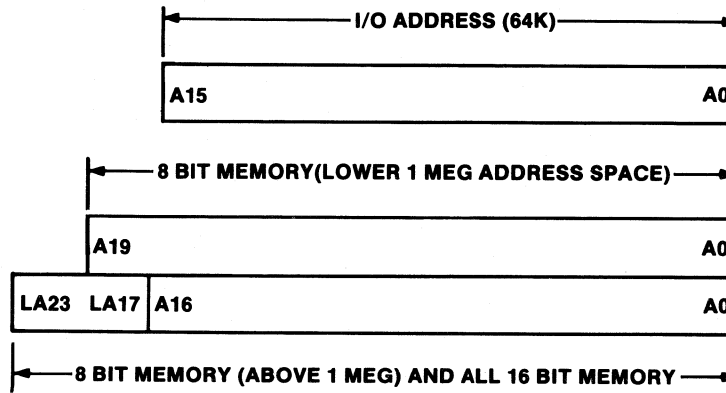 I/O ADDRESS (64K)
A15 A0
8 BIT MEMORY(LOWER 1 MEG ADDRESS SPACE)
A19 A0
LA23 LA17 A16 A0
8 BIT MEMORY (ABOVE 1 MEG) AND ALL 16 BIT MEMORY